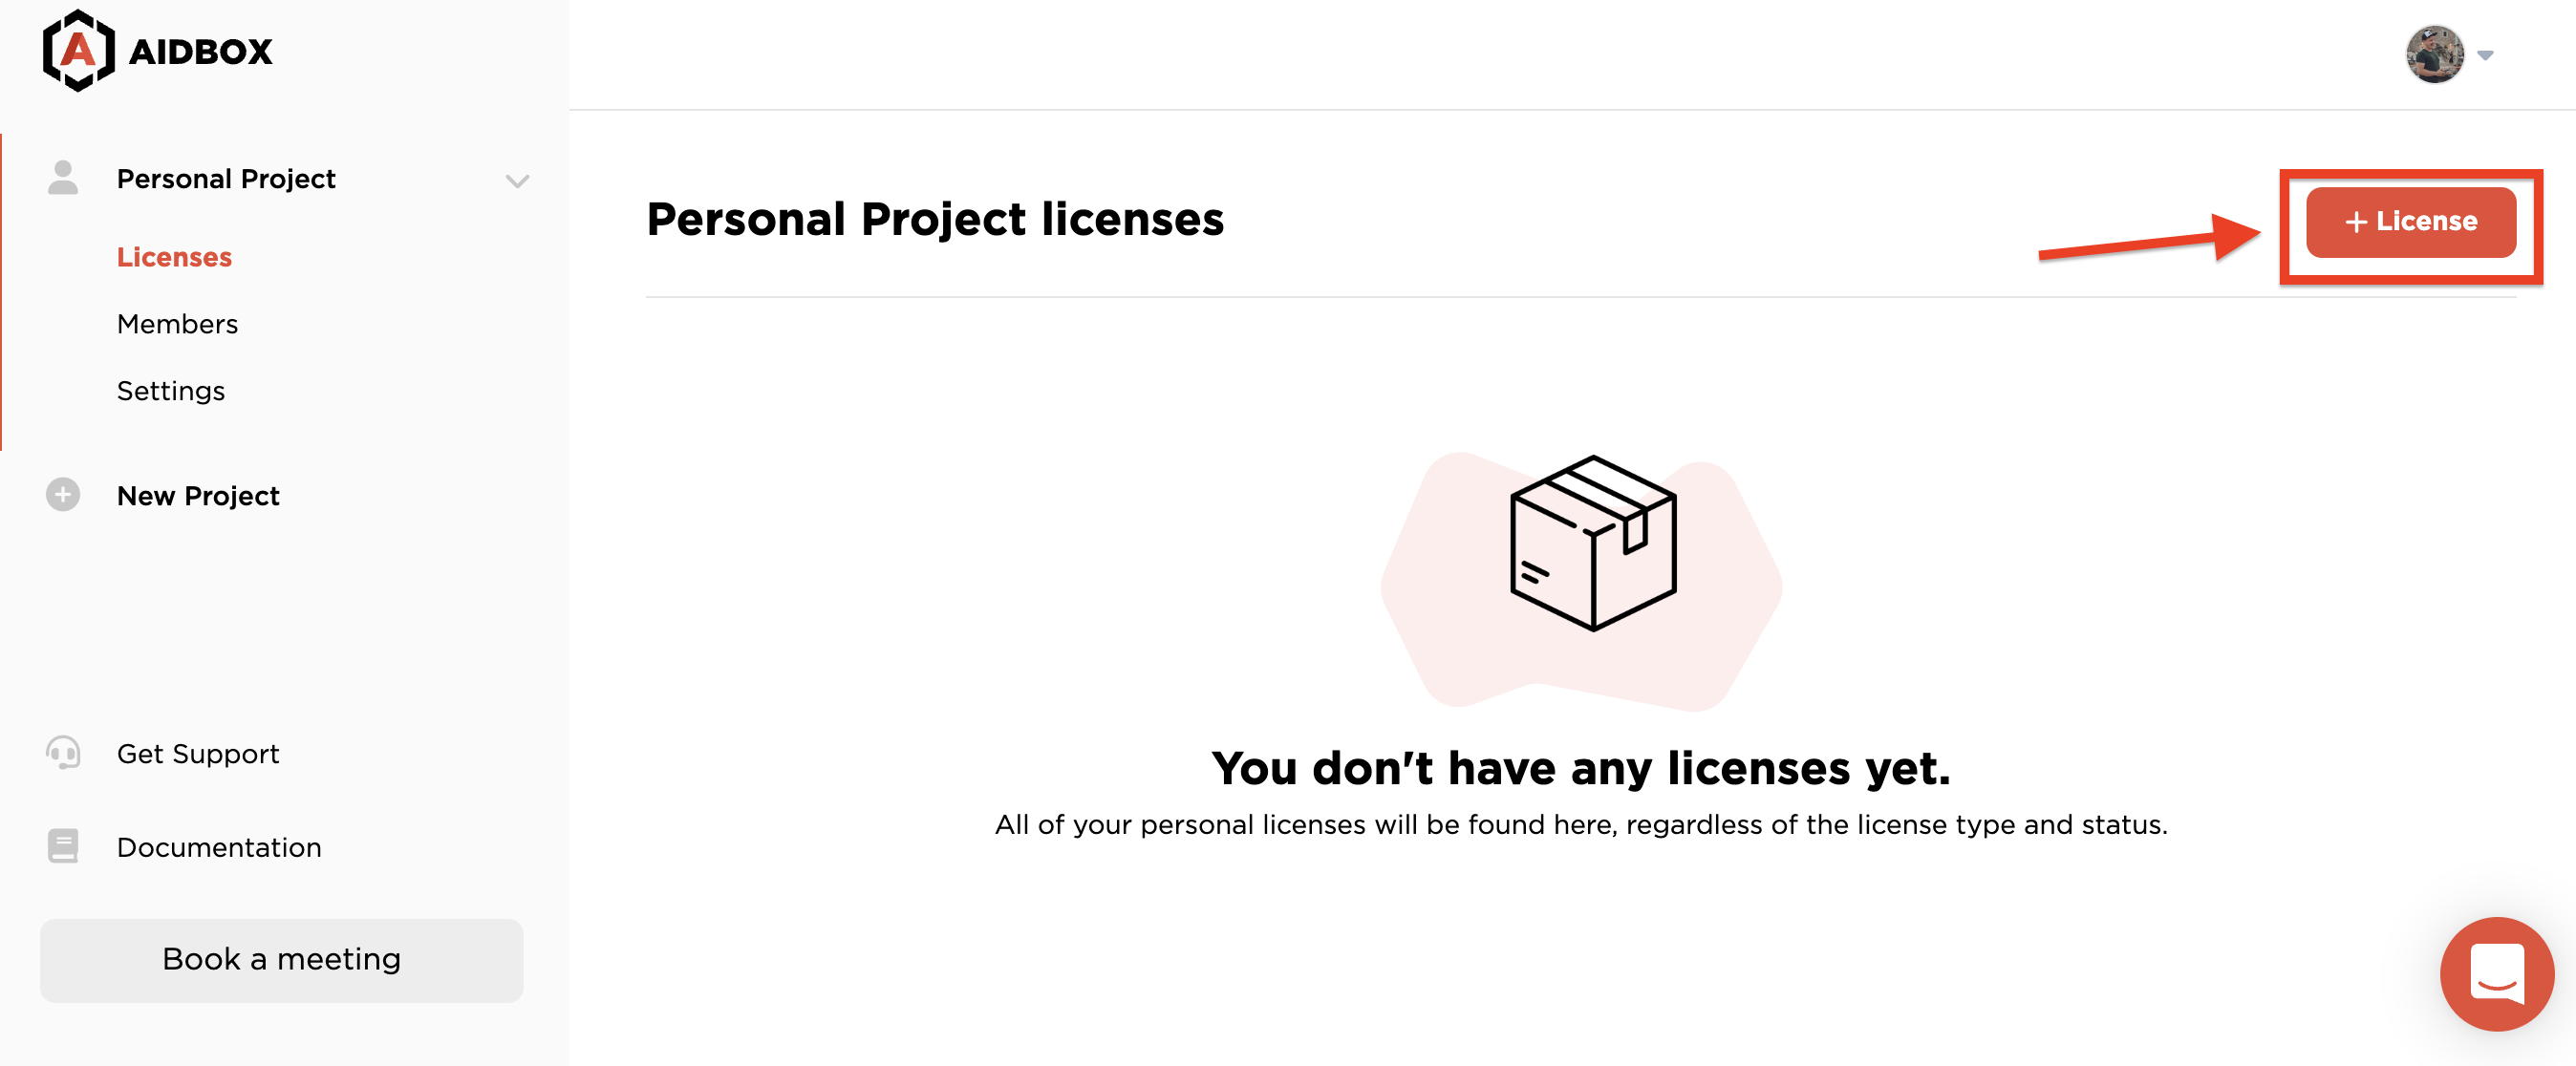 AIDBOX
Personal Project
Licenses
Members
Settings
New Project
Get Support
Documentation
Book a meeting
Personal Project licenses
+ License
You don't have any licenses yet.
All of your personal licenses will be found here, regardless of the license type and status.